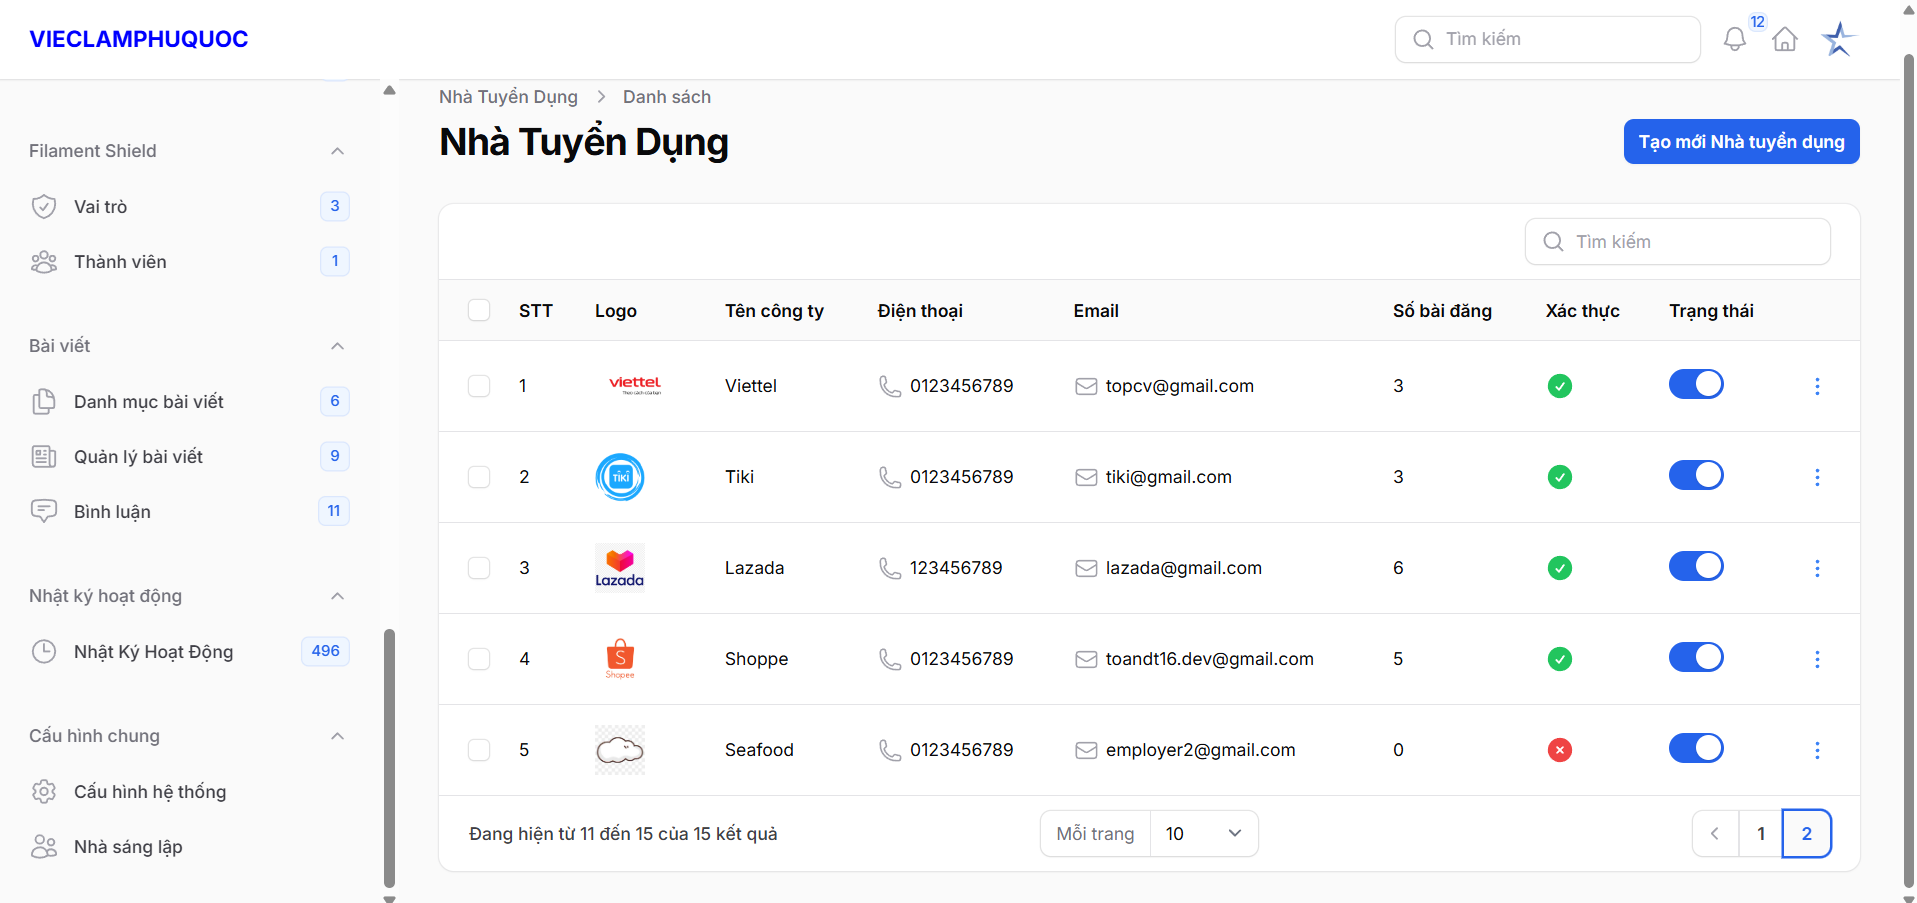 VIECLAMPHUQUOC
Tìm kiếm
12
Filament Shield
Vai trò
3
Thành viên
1
Bài viết
Danh mục bài viết
6
Quản lý bài viết
9
Bình luận
11
Nhật ký hoạt động
Nhật Ký Hoạt Động
496
Cấu hình chung
Cấu hình hệ thống
Nhà sáng lập
Nhà Tuyển Dụng
Danh sách
Nhà Tuyển Dụng
Tạo mới Nhà tuyển dụng
Tìm kiếm
STT Logo Tên công ty Điện thoại Email Số bài đăng Xác thực Trạng thái
1 viettel Theo cách của bạn Viettel 0123456789 topcv@gmail.com 3
2 TIKI Tiki 0123456789 tiki@gmail.com 3
3 Lazada Lazada 123456789 lazada@gmail.com 6
4 S Shopee Shoppe 0123456789 toandt16.dev@gmail.com 5
5 Seafood 0123456789 employer2@gmail.com 0
Đang hiện từ 11 đến 15 của 15 kết quả
Mỗi trang 10
1 2